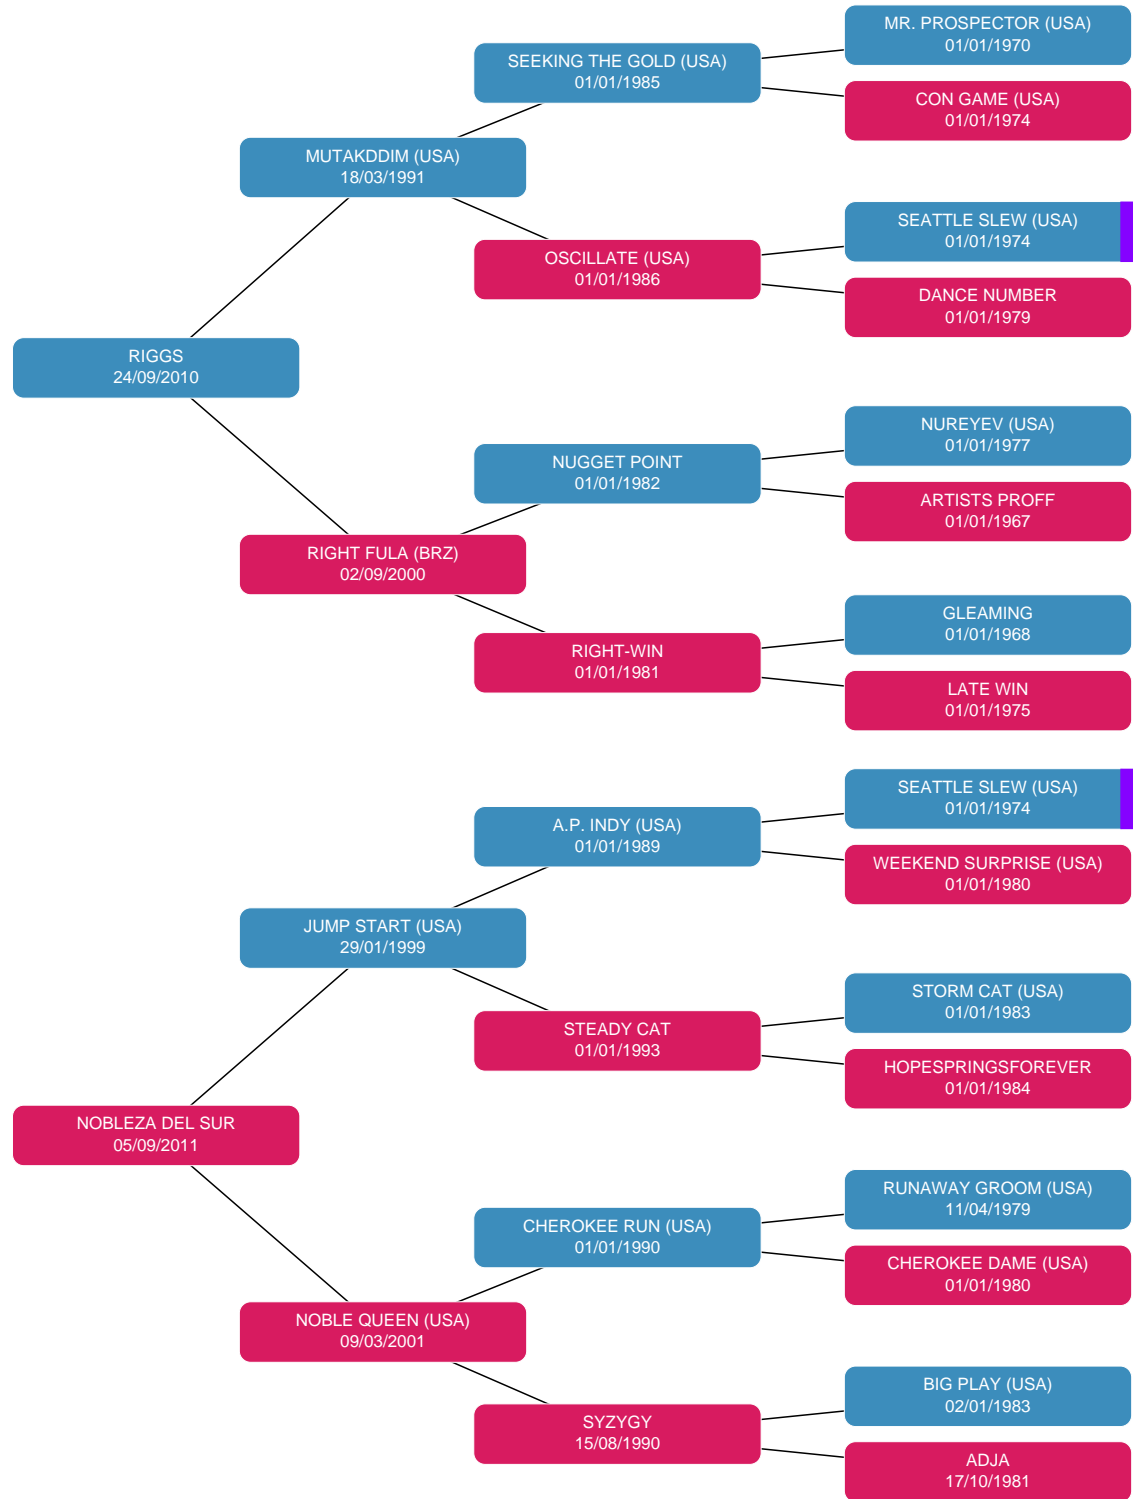 MR. PROSPECTOR (USA)
01/01/1970
SEEKING THE GOLD (USA)
01/01/1985
CON GAME (USA)
01/01/1974
MUTAKDDIM (USA)
18/03/1991
SEATTLE SLEW (USA)
01/01/1974
OSCILLATE (USA)
01/01/1986
DANCE NUMBER
01/01/1979
RIGGS
24/09/2010
NUREYEV (USA)
01/01/1977
NUGGET POINT
01/01/1982
ARTISTS PROFF
01/01/1967
RIGHT FULA (BRZ)
02/09/2000
GLEAMING
01/01/1968
RIGHT-WIN
01/01/1981
LATE WIN
01/01/1975
SEATTLE SLEW (USA)
01/01/1974
A.P. INDY (USA)
01/01/1989
WEEKEND SURPRISE (USA)
01/01/1980
JUMP START (USA)
29/01/1999
STORM CAT (USA)
01/01/1983
STEADY CAT
01/01/1993
HOPESPRINGSFOREVER
01/01/1984
NOBLEZA DEL SUR
05/09/2011
RUNAWAY GROOM (USA)
11/04/1979
CHEROKEE RUN (USA)
01/01/1990
CHEROKEE DAME (USA)
01/01/1980
NOBLE QUEEN (USA)
09/03/2001
BIG PLAY (USA)
02/01/1983
SYZYGY
15/08/1990
ADJA
17/10/1981